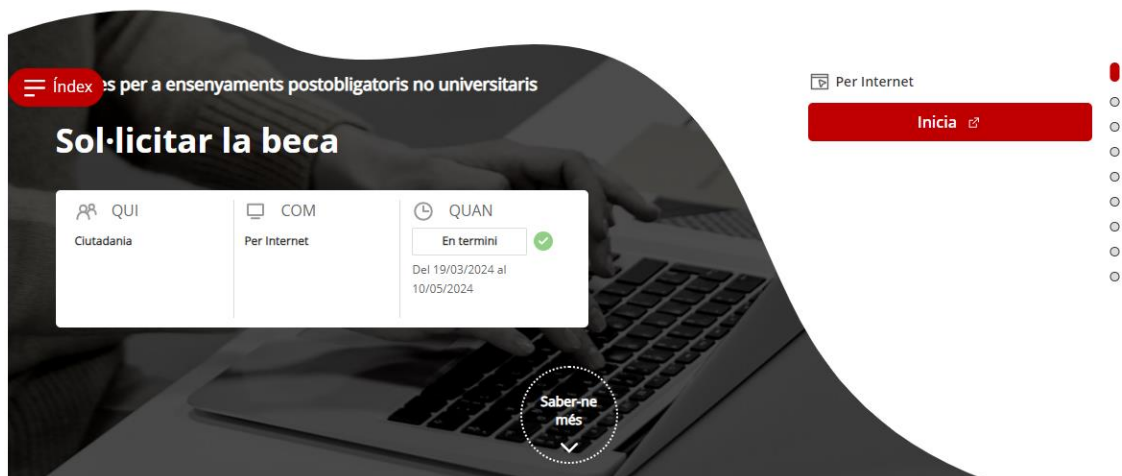 Índex
s per a ensenyaments postobligatoris no universitaris
Sol·licitar la beca
QUI
Ciutadania
COM
Per Internet
QUAN
En termini
Del 19/03/2024 al
10/05/2024
Saber-ne
més
Per Internet
Inicia